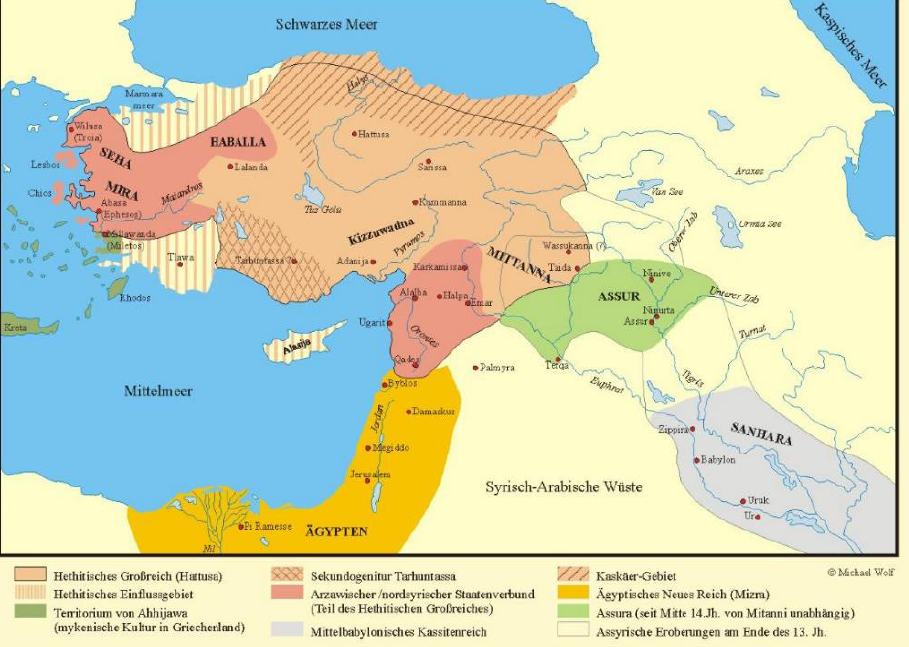 Schwarzes Meer
Kaspisches Meer
Marmara
meer
Halys
Wilusa
(Troia)
Hattusa
SEHA
HABALLA
Lesbos
Lalanda
Sarissa
Araxes
Chios
MIRA
Maiandros
Van See
Abasa
(Ephesos)
Tuz Gölü
Kummanna
Urmia See
Millawanda
(Miletos)
Kizzuwadna
Pyramos
Oberer Zab
Wassukanna (?)
Tlawa
Tarhuntassa ?
Adanija
Karkamissa
MITTANNA
Taida
Ninive
Rhodos
Alalha
Halpa
Emar
ASSUR
Unterer Zab
Ninurta
Kreta
Ugarit
Assur
Turnat
Alasija
Orontes
Qades
Palmyra
Terqa
Mittelmeer
Byblos
Euphrat
Tigris
Damaskur
Jordan
Zippira
SANHARA
Megiddo
Babylon
Jerusalem
Syrisch-Arabische Wüste
Uruk
Ur
Pi Ramesse
ÄGYPTEN
Nil
Hethitisches Großreich (Hattusa)
Hethitisches Einflussgebiet
Territorium von Ahhijawa
(mykenische Kultur in Griechenland)
Sekundogenitur Tarhuntassa
Arzawischer /nordsyrischer Staatenverbund
(Teil des Hethitischen Großreiches)
Mittelbabylonisches Kassitenreich
Kaskäer-Gebiet
Ägyptisches Neues Reich (Mizra)
Assura (seit Mitte 14.Jh. von Mitanni unabhängig)
Assyrische Eroberungen am Ende des 13. Jh.
© Michael Wolf